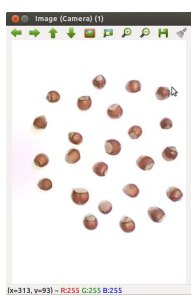 Image (Camera) (1)
(x=313, y=93) ~ R:255 G:255 B:255